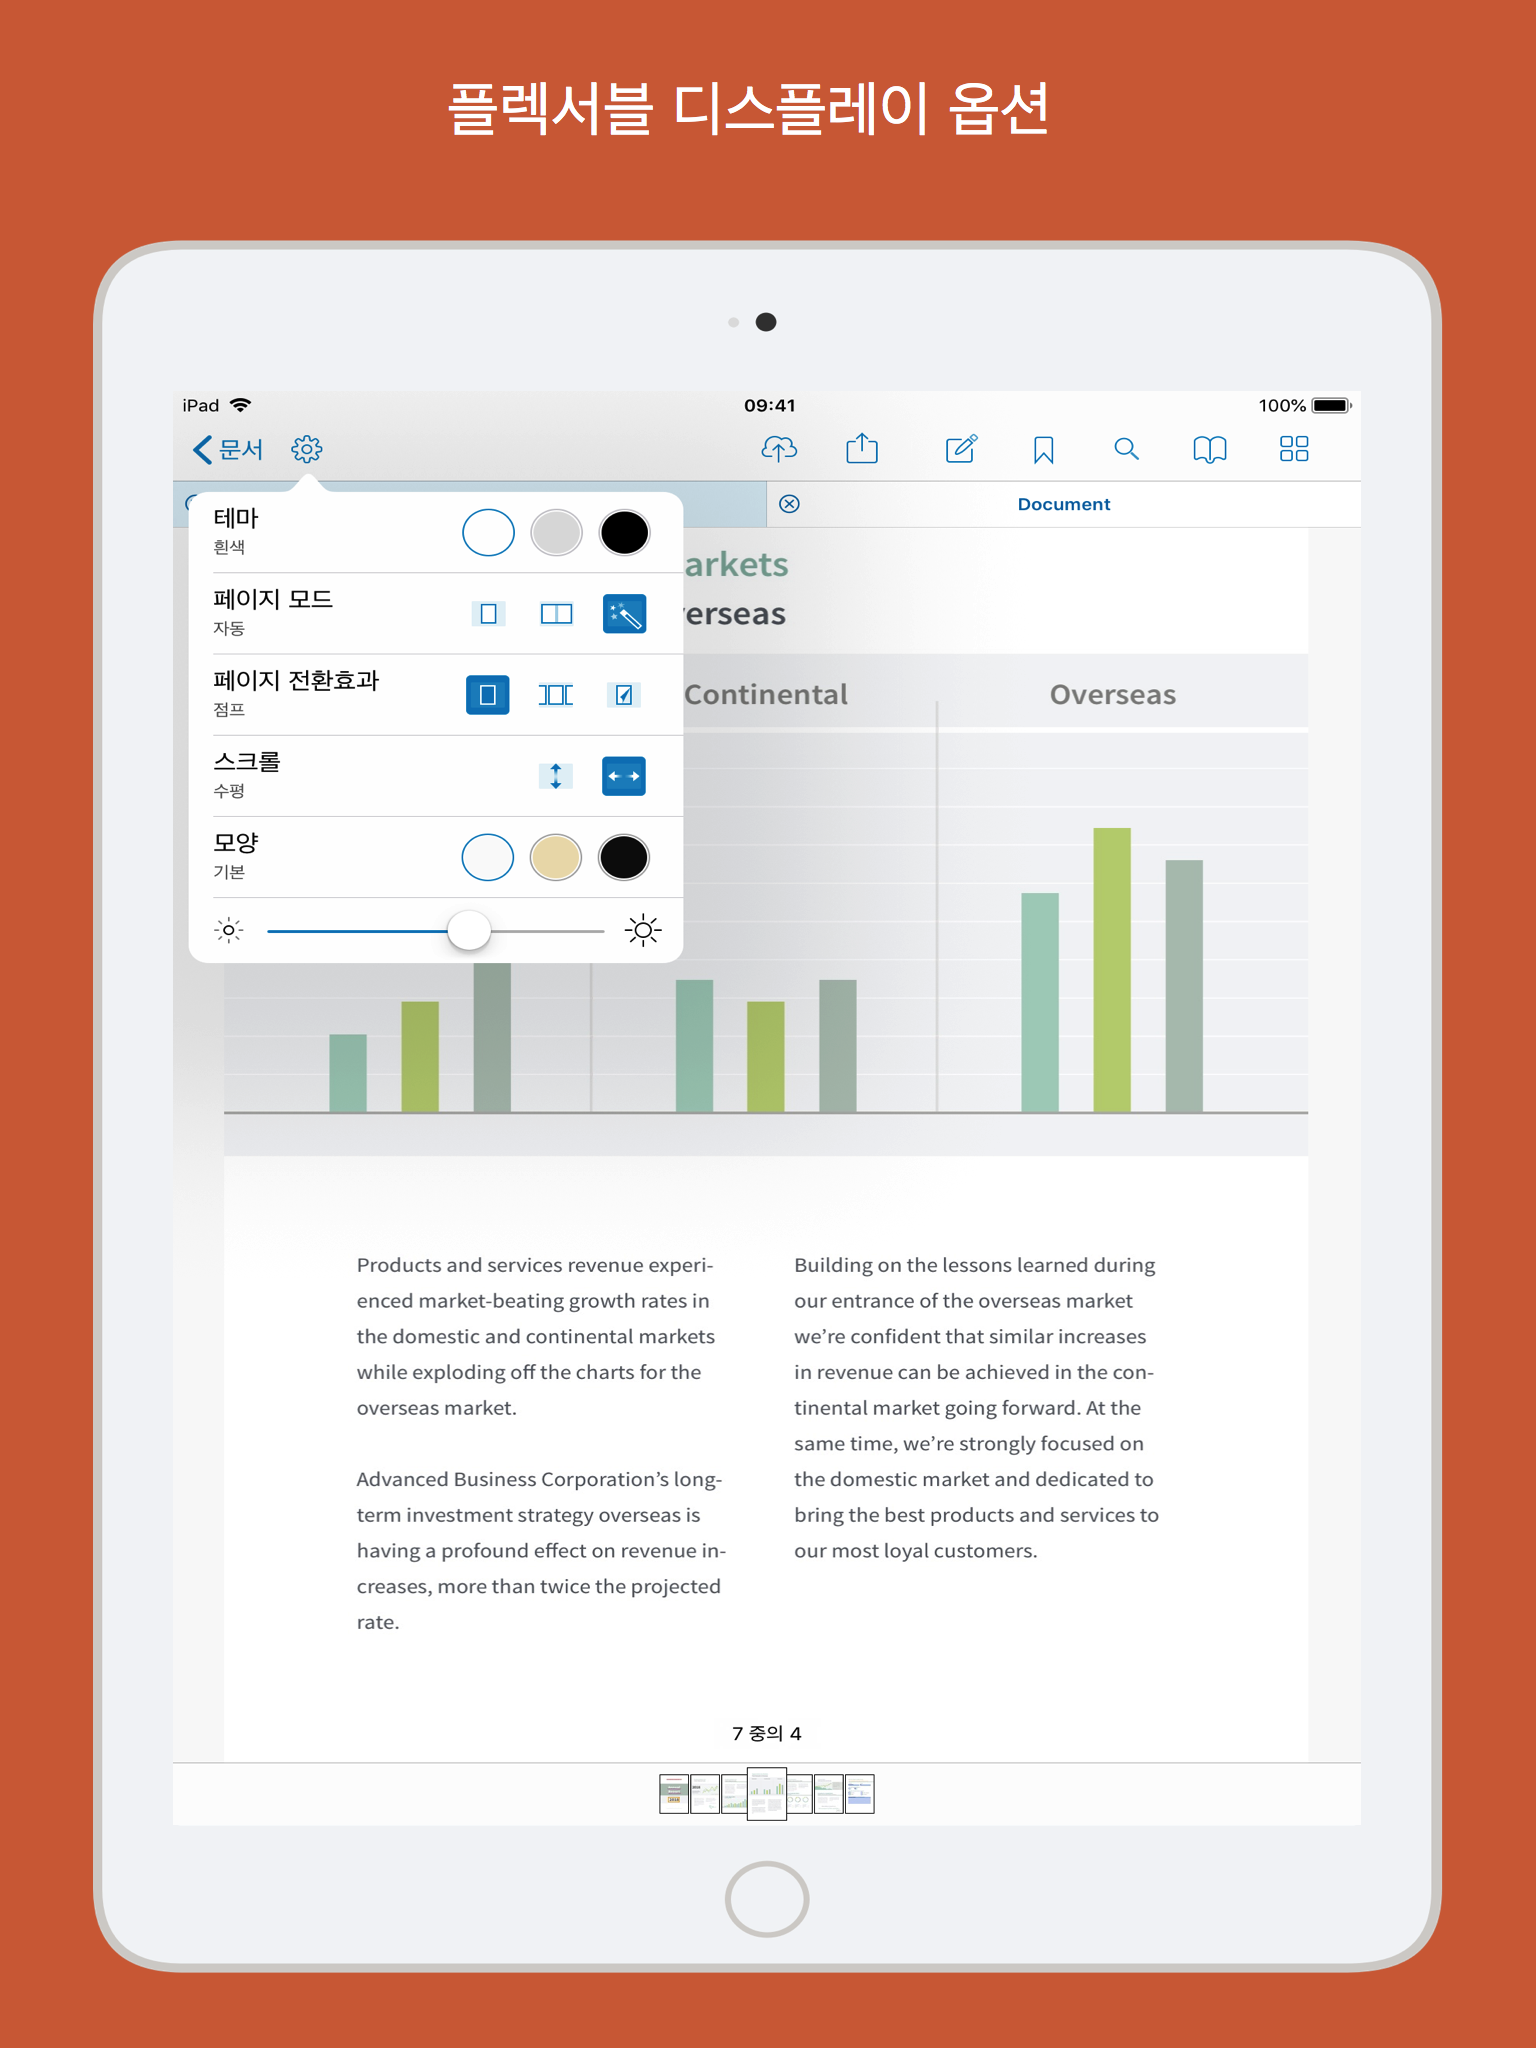 플렉서블 디스플레이 옵션
iPad
09:41
100%
문서
Document
테마
흰색
페이지 모드
자동
페이지 전환효과
점프
스크롤
수평
모양
기본
arkets
verseas
Continental
Overseas
Products and services revenue experi-
enced market-beating growth rates in
the domestic and continental markets
while exploding off the charts for the
overseas market.
Advanced Business Corporation’s long-
term investment strategy overseas is
having a profound effect on revenue in-
creases, more than twice the projected
rate.
Building on the lessons learned during
our entrance of the overseas market
we’re confident that similar increases
in revenue can be achieved in the con-
tinental market going forward. At the
same time, we’re strongly focused on
the domestic market and dedicated to
bring the best products and services to
our most loyal customers.
7 중의 4